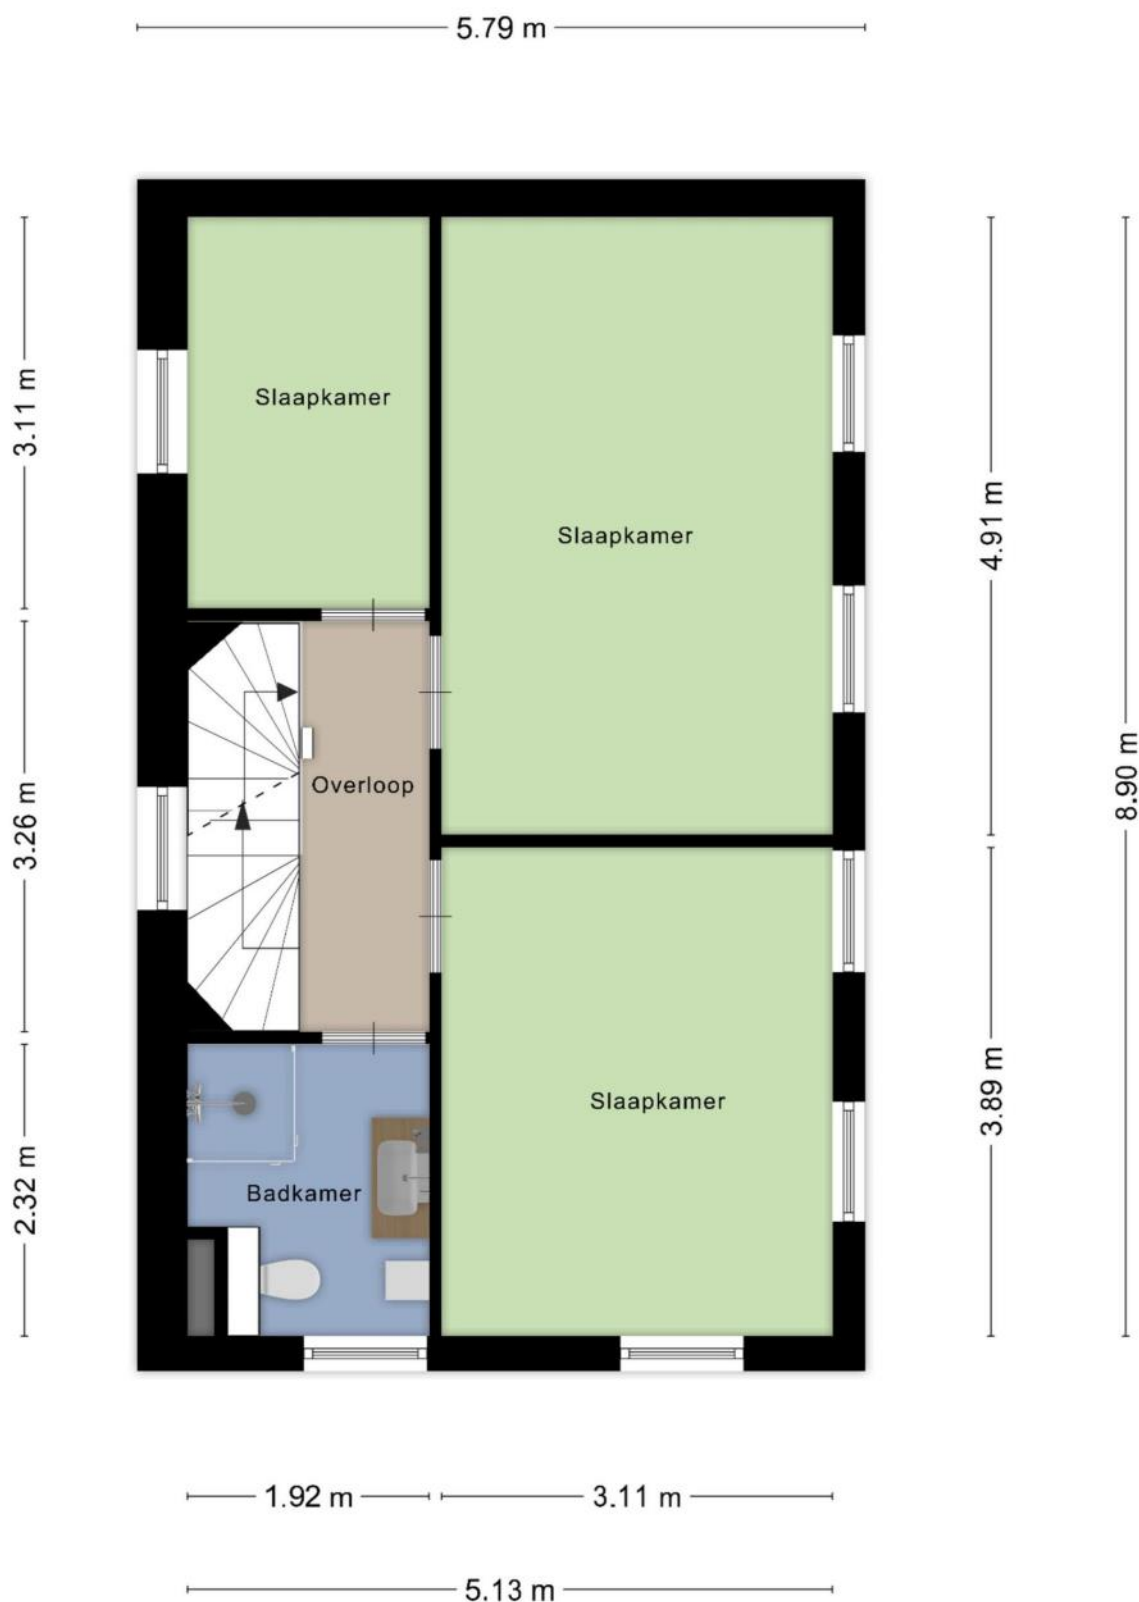 5.79 m
Slaapkamer
3.11 m
Slaapkamer
4.91 m
8.90 m
Overloop
3.26 m
Slaapkamer
3.89 m
Badkamer
2.32 m
1.92 m
3.11 m
5.13 m